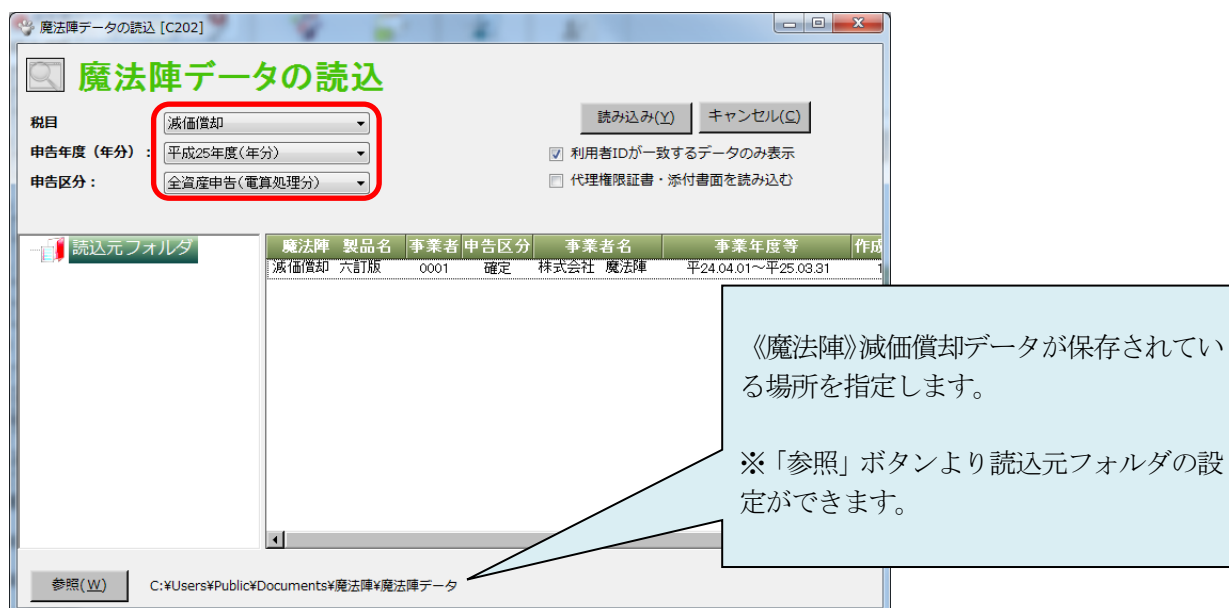 魔法陣データの読込 [C202]
魔法陣データの読込
税目
減価償却
読み込み(Y)
キャンセル(C)
申告年度（年分）：
平成25年度(年分)
利用者IDが一致するデータのみ表示
申告区分：
全資産申告(電算処理分)
代理権限証書・添付書面を読み込む
読込元フォルダ
魔法陣 製品名 事業者 申告区分 事業者名 事業年度等 作成
減価償却 六訂版 0001 確定 株式会社 魔法陣 平24.04.01～平25.03.31 1
《魔法陣》減価償却データが保存されてい
る場所を指定します。
※「参照」ボタンより読込元フォルダの設
定ができます。
参照(W)
C:¥Users¥Public¥Documents¥魔法陣¥魔法陣データ